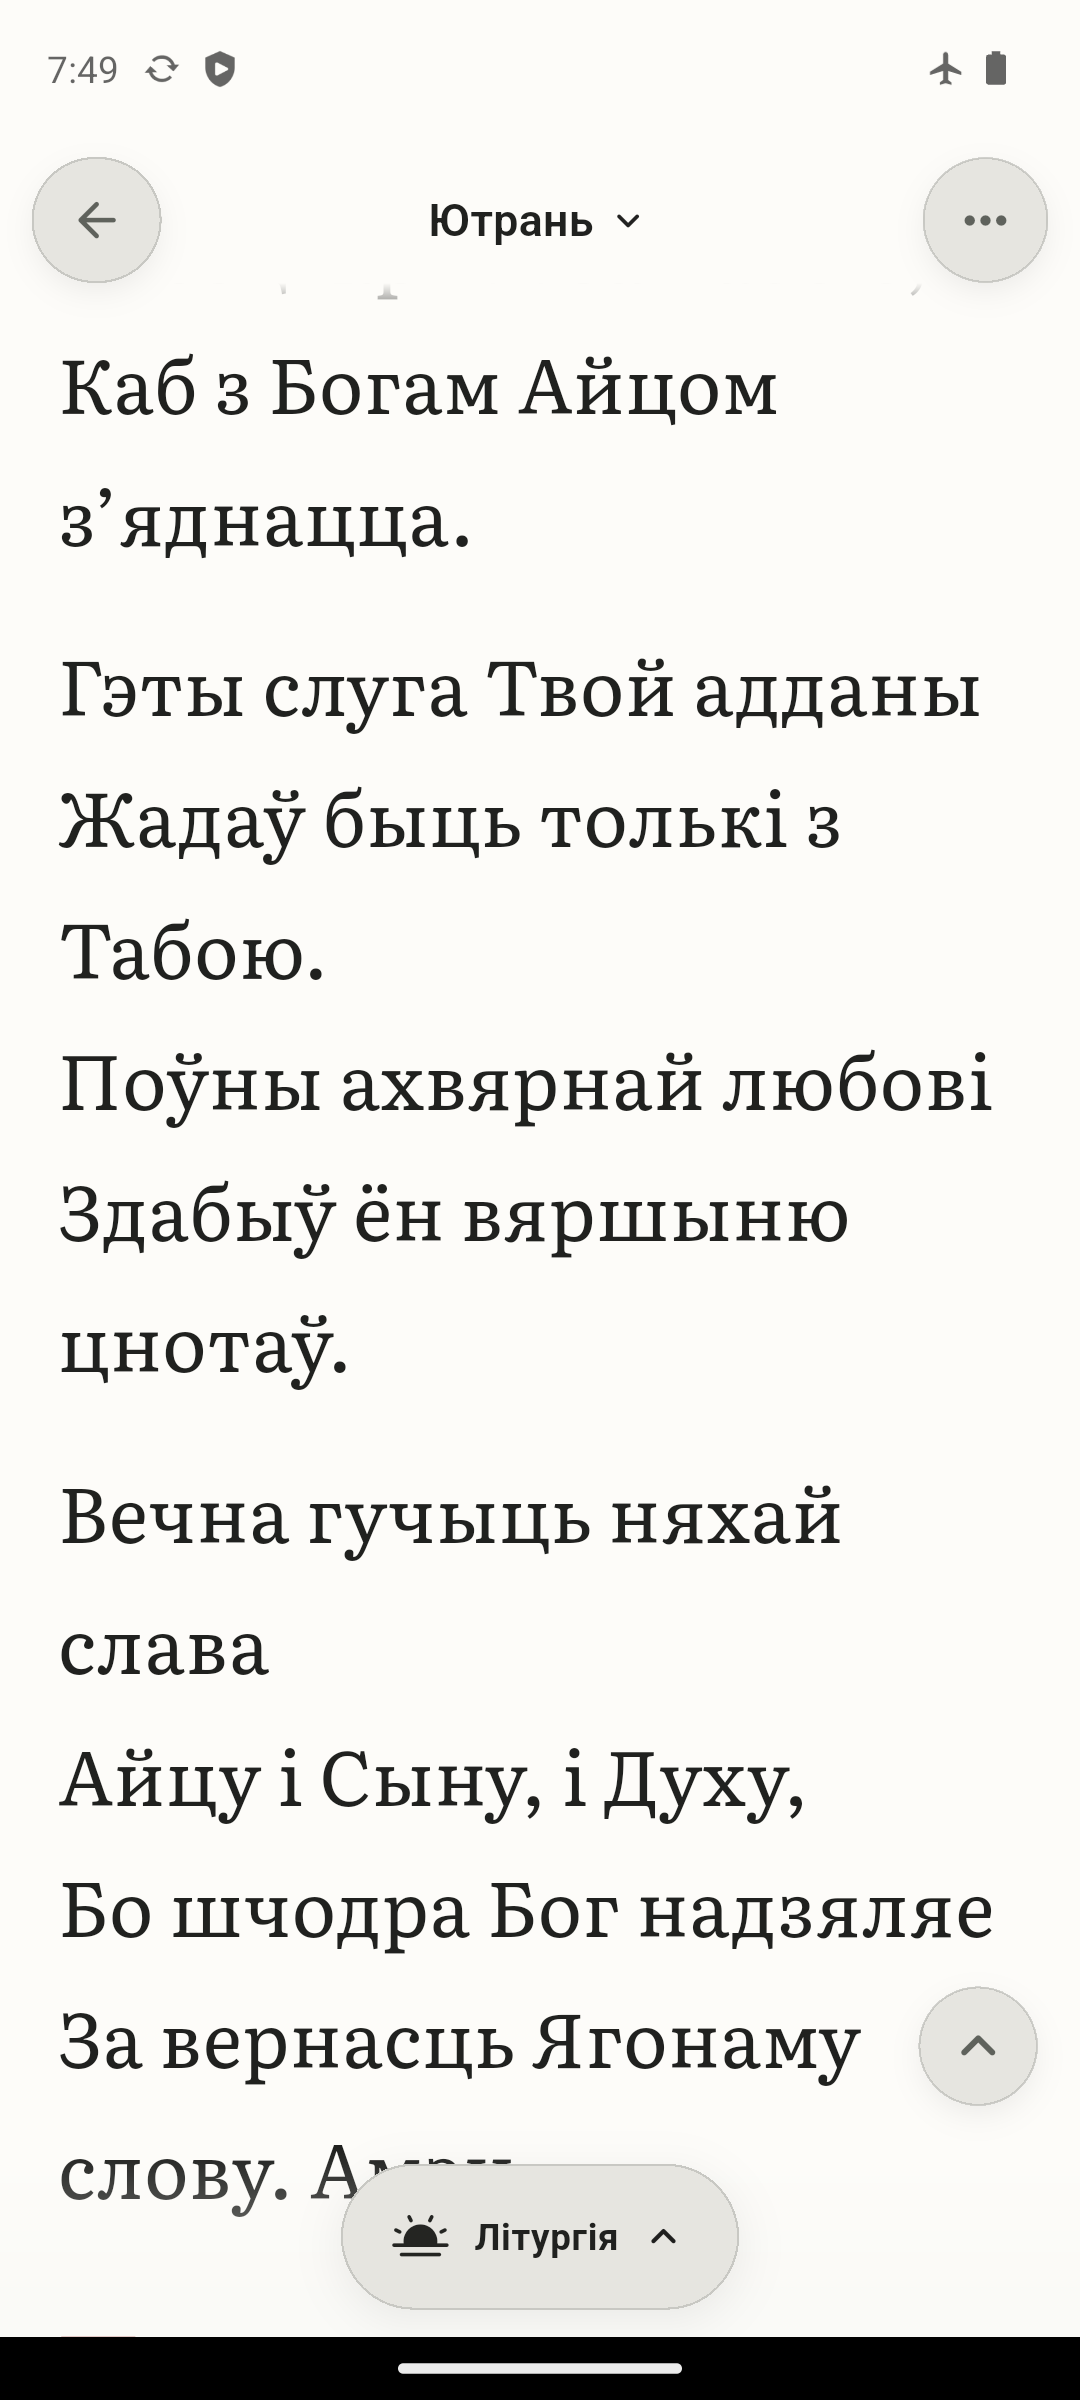 7:49
Ютрань
Каб з Богам Айцом
з’яднацца.
Гэты слуга Твой адданы
Жадаў быць толькі з
Табою.
Поўны ахвярнай любові
Здабыў ён вяршыню
цнотаў.
Вечна гучыць няхай
слава
Айцу і Сыну, і Духу,
Бо шчодра Бог надзяляе
За вернасць Ягонаму
слову. Амэн
Літургія